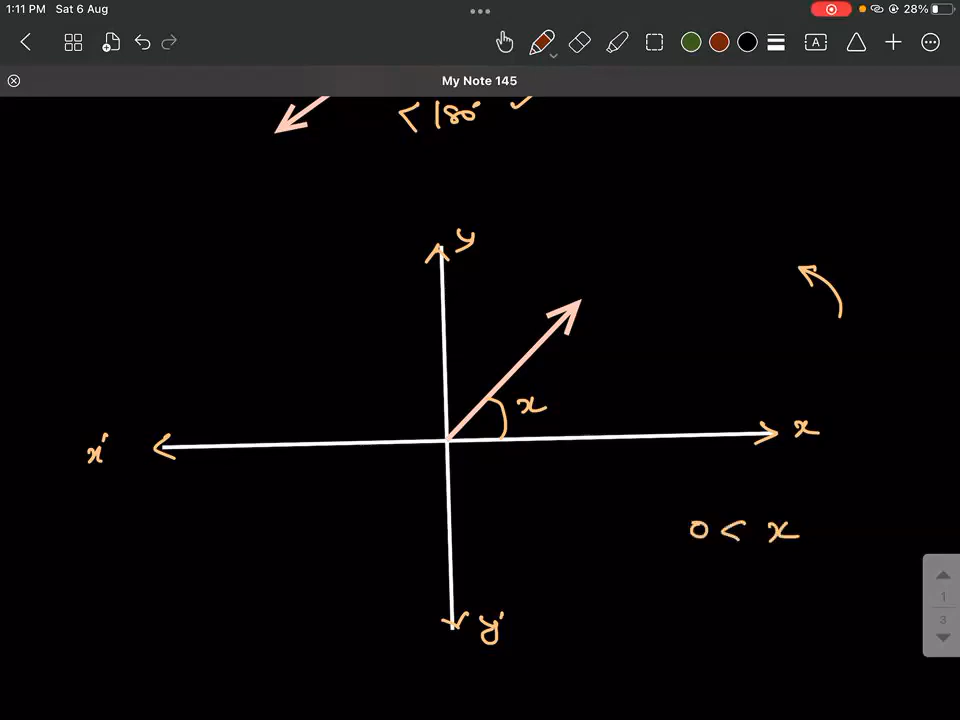 1:11 PM Sat 6 Aug
28%
A
My Note 145
< 180°
y
x
x
x'
0 < x
y'
1
3